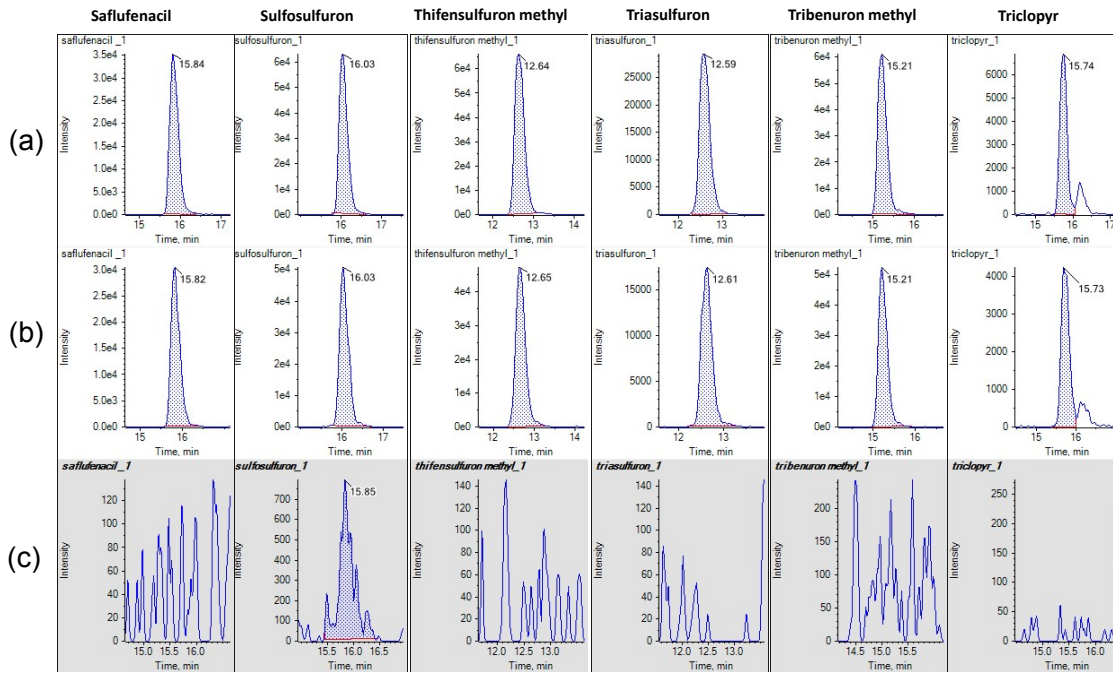 Saflufenacil Sulfosulfuron Thifensulfuron methyl Triasulfuron Tribenuron methyl Triclopyr
(a)
saflufenacil _1
15.84
3.5e4
3.0e4
2.5e4
2.0e4
1.5e4
1.0e4
5.0e3
0.0e0
Intensity
15 16 17
Time, min
sulfosulfuron_1
16.03
6e4
5e4
4e4
3e4
2e4
1e4
0e0
Intensity
15 16 17
Time, min
thifensulfuron methyl_1
12.64
6e4
5e4
4e4
3e4
2e4
1e4
0e0
Intensity
12 13 14
Time, min
triasulfuron_1
12.59
25000
20000
15000
10000
5000
0
Intensity
12 13
Time, min
tribenuron methyl_1
15.21
6e4
5e4
4e4
3e4
2e4
1e4
0e0
Intensity
15 16
Time, min
triclopyr_1
15.74
6000
5000
4000
3000
2000
1000
0
Intensity
15 16 17
Time, min
(b)
saflufenacil _1
15.82
3.0e4
2.5e4
2.0e4
1.5e4
1.0e4
5.0e3
0.0e0
Intensity
15 16
Time, min
sulfosulfuron_1
16.03
5e4
4e4
3e4
2e4
1e4
0e0
Intensity
15 16 17
Time, min
thifensulfuron methyl_1
12.65
4e4
3e4
2e4
1e4
0e0
Intensity
12 13 14
Time, min
triasulfuron_1
12.61
15000
10000
5000
0
Intensity
12 13
Time, min
tribenuron methyl_1
15.21
5e4
4e4
3e4
2e4
1e4
0e0
Intensity
15 16
Time, min
triclopyr_1
15.73
4000
3000
2000
1000
0
Intensity
15 16
Time, min
(c)
saflufenacil _1
120
100
80
60
40
20
0
Intensity
15.0 15.5 16.0
Time, min
sulfosulfuron_1
15.85
700
600
500
400
300
200
100
0
Intensity
15.5 16.0 16.5
Time, min
thifensulfuron methyl_1
140
120
100
80
60
40
20
0
Intensity
12.0 12.5 13.0
Time, min
triasulfuron_1
140
120
100
80
60
40
20
0
Intensity
12.0 12.5 13.0
Time, min
tribenuron methyl_1
200
150
100
50
0
Intensity
14.5 15.0 15.5
Time, min
triclopyr_1
250
200
150
100
50
0
Intensity
15.0 15.5 16.0
Time, min